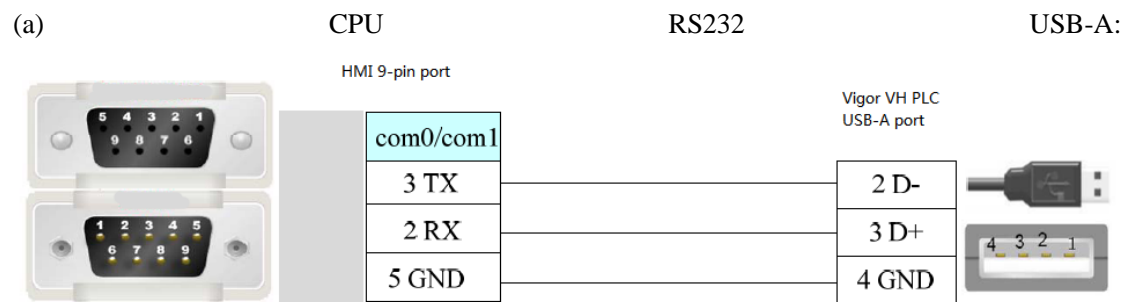 (a) CPU RS232 USB-A:
HMI 9-pin port
Vigor VH PLC
USB-A port
5 4 3 2 1
9 8 7 6
com0/com1
3 TX 2 D-
1 2 3 4 5
6 7 8 9
2 RX 3 D+
4 3 2 1
5 GND 4 GND